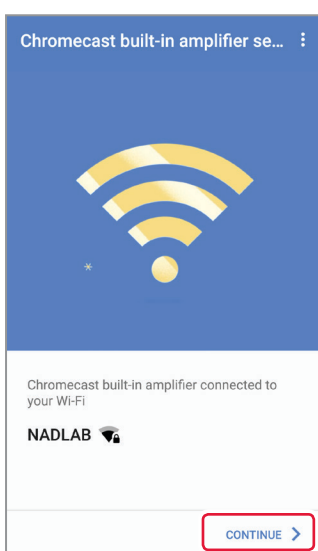 Chromecast built-in amplifier se...
Chromecast built-in amplifier connected to
your Wi-Fi
NADLAB
CONTINUE